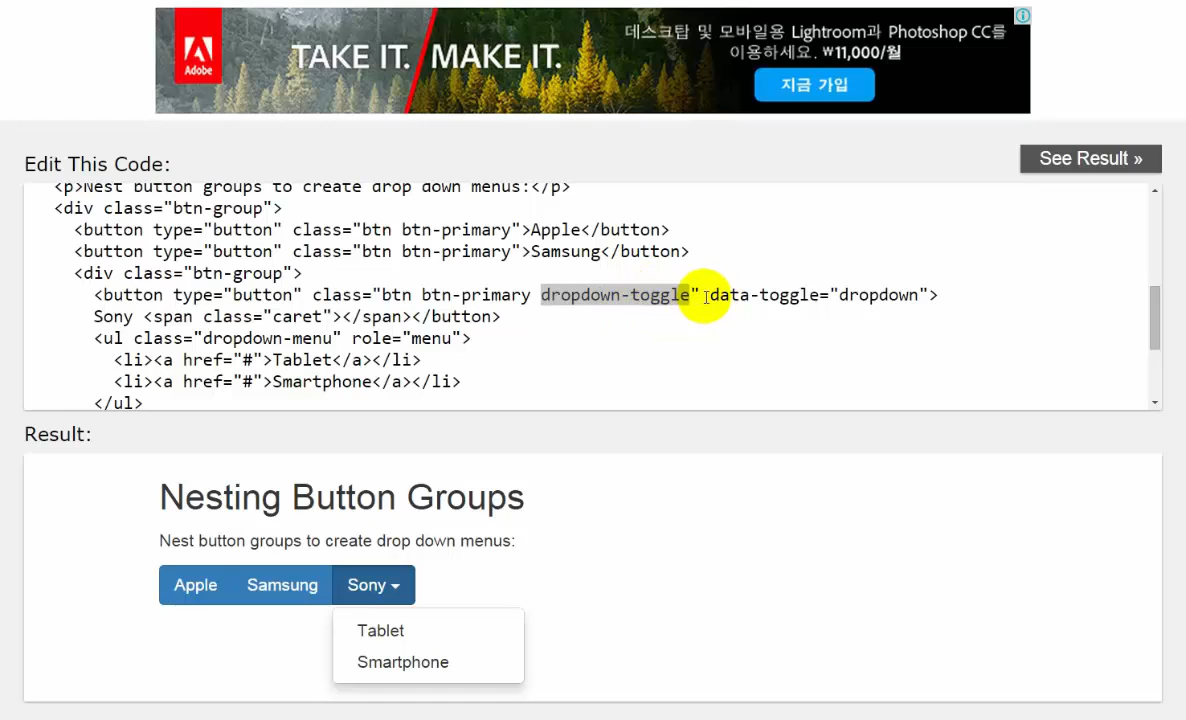 Adobe
TAKE IT. MAKE IT.
데스크탑 및 모바일용 Lightroom과 Photoshop CC를
이용하세요. ₩11,000/월
지금 가입
Edit This Code:
See Result »
<p>Nest button groups to create drop down menus:</p>
<div class="btn-group">
<button type="button" class="btn btn-primary">Apple</button>
<button type="button" class="btn btn-primary">Samsung</button>
<div class="btn-group">
<button type="button" class="btn btn-primary dropdown-toggle" data-toggle="dropdown">
Sony <span class="caret"></span></button>
<ul class="dropdown-menu" role="menu">
<li><a href="#">Tablet</a></li>
<li><a href="#">Smartphone</a></li>
</ul>
Result:
Nesting Button Groups
Nest button groups to create drop down menus:
Apple Samsung Sony
Tablet
Smartphone